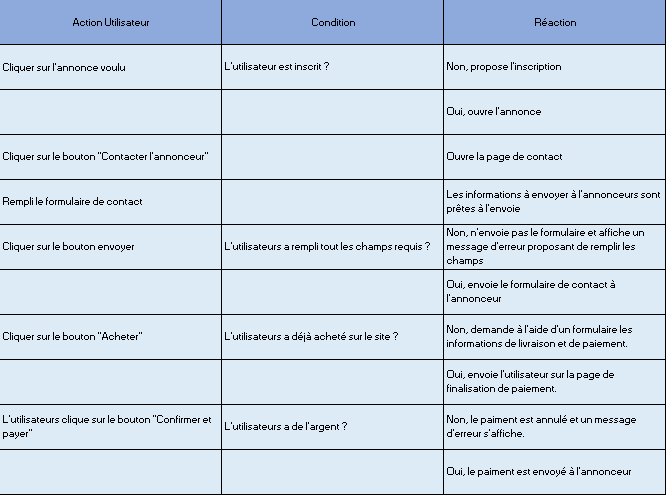 Action Utilisateur Condition Réaction
Cliquer sur l'annonce voulu L'utilisateur est inscrit ? Non, propose l'inscription
Oui, ouvre l'annonce
Cliquer sur le bouton "Contacter l'annonceur" Ouvre la page de contact
Rempli le formulaire de contact Les informations à envoyer à l'annonceurs sont
prêtes à l'envoie
Cliquer sur le bouton envoyer L'utilisateurs a rempli tout les champs requis ? Non, n'envoie pas le formulaire et affiche un
message d'erreur proposant de remplir les
champs
Oui, envoie le formulaire de contact à
l'annonceur
Cliquer sur le bouton "Acheter" L'utilisateurs a déjà acheté sur le site ? Non, demande à l'aide d'un formulaire les
informations de livraison et de paiement.
Oui, envoie l'utilisateur sur la page de
finalisation de paiement.
L'utilisateurs clique sur le bouton "Confirmer et
payer" L'utilisateurs a de l'argent ? Non, le paiment est annulé et un message
d'erreur s'affiche.
Oui, le paiment est envoyé à l'annonceur